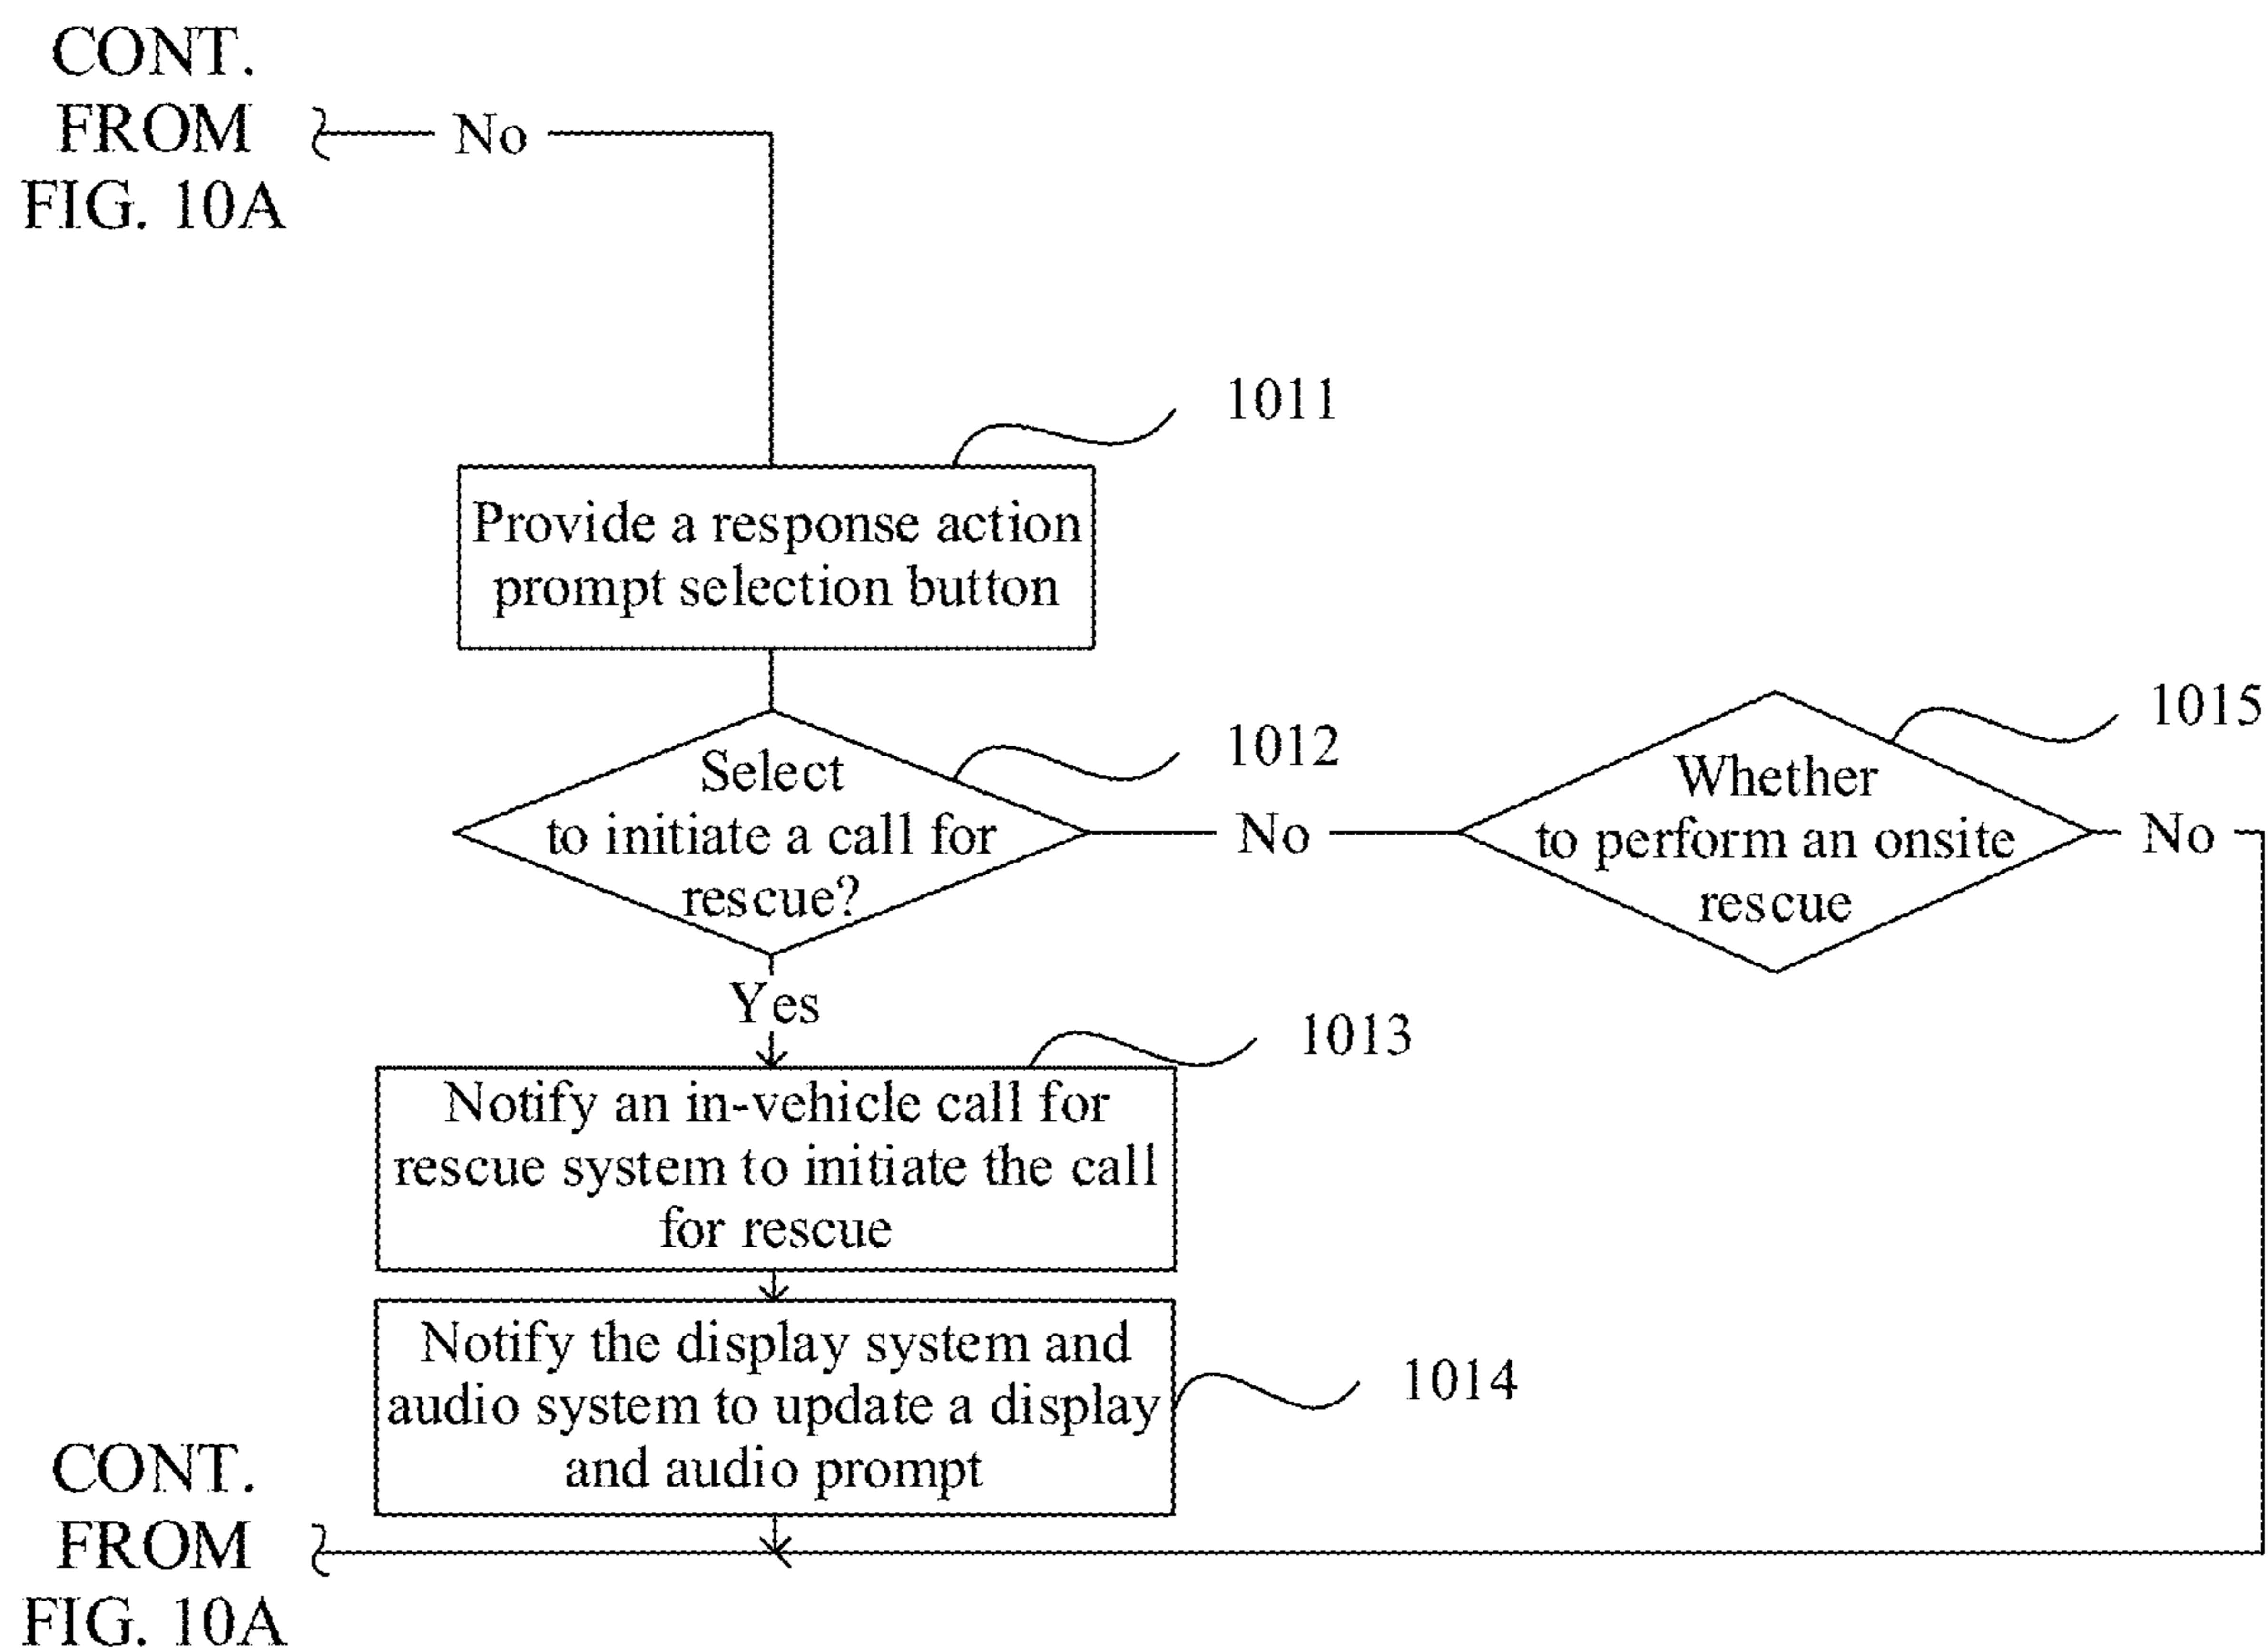 CONT.
FROM
FIG. 10A
No
1011
Provide a response action
prompt selection button
1012
Select
to initiate a call for
rescue?
No
1015
Whether
to perform an onsite
rescue
No
Yes
1013
Notify an in-vehicle call for
rescue system to initiate the call
for rescue
Notify the display system and
audio system to update a display
and audio prompt
1014
CONT.
FROM
FIG. 10A